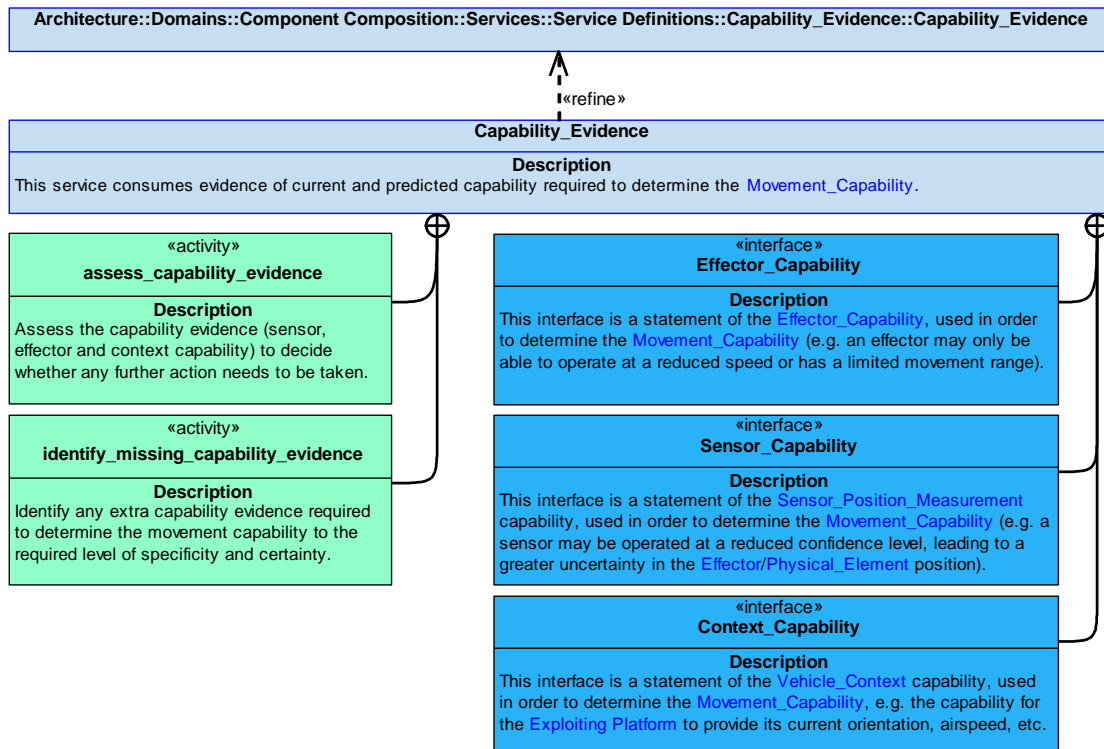 Architecture::Domains::Component Composition::Services::Service Definitions::Capability_Evidence::Capability_Evidence
«refine»
Capability_Evidence
Description
This service consumes evidence of current and predicted capability required to determine the Movement_Capability.
«activity»
assess_capability_evidence
Description
Assess the capability evidence (sensor,
effector and context capability) to decide
whether any further action needs to be taken.
«activity»
identify_missing_capability_evidence
Description
Identify any extra capability evidence required
to determine the movement capability to the
required level of specificity and certainty.
«interface»
Effector_Capability
Description
This interface is a statement of the Effector_Capability, used in order
to determine the Movement_Capability (e.g. an effector may only be
able to operate at a reduced speed or has a limited movement range).
«interface»
Sensor_Capability
Description
This interface is a statement of the Sensor_Position_Measurement
capability, used in order to determine the Movement_Capability (e.g. a
sensor may be operated at a reduced confidence level, leading to a
greater uncertainty in the Effector/Physical_Element position).
«interface»
Context_Capability
Description
This interface is a statement of the Vehicle_Context capability, used
in order to determine the Movement_Capability, e.g. the capability for
the Exploiting Platform to provide its current orientation, airspeed, etc.